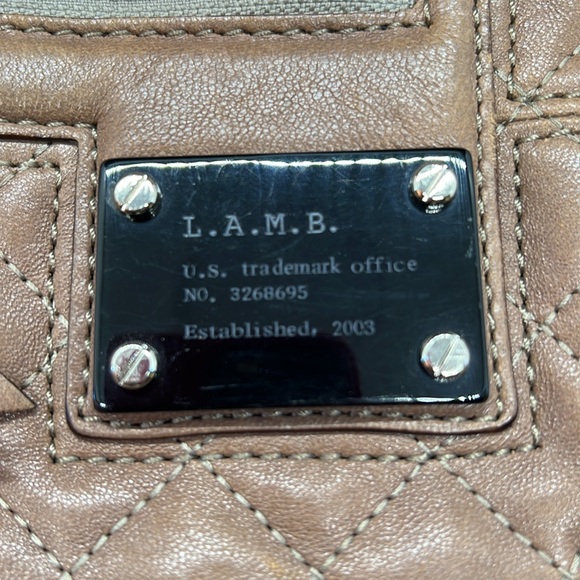 L.A.M.B.
U.S. trademark office
NO. 3268695
Established, 2003